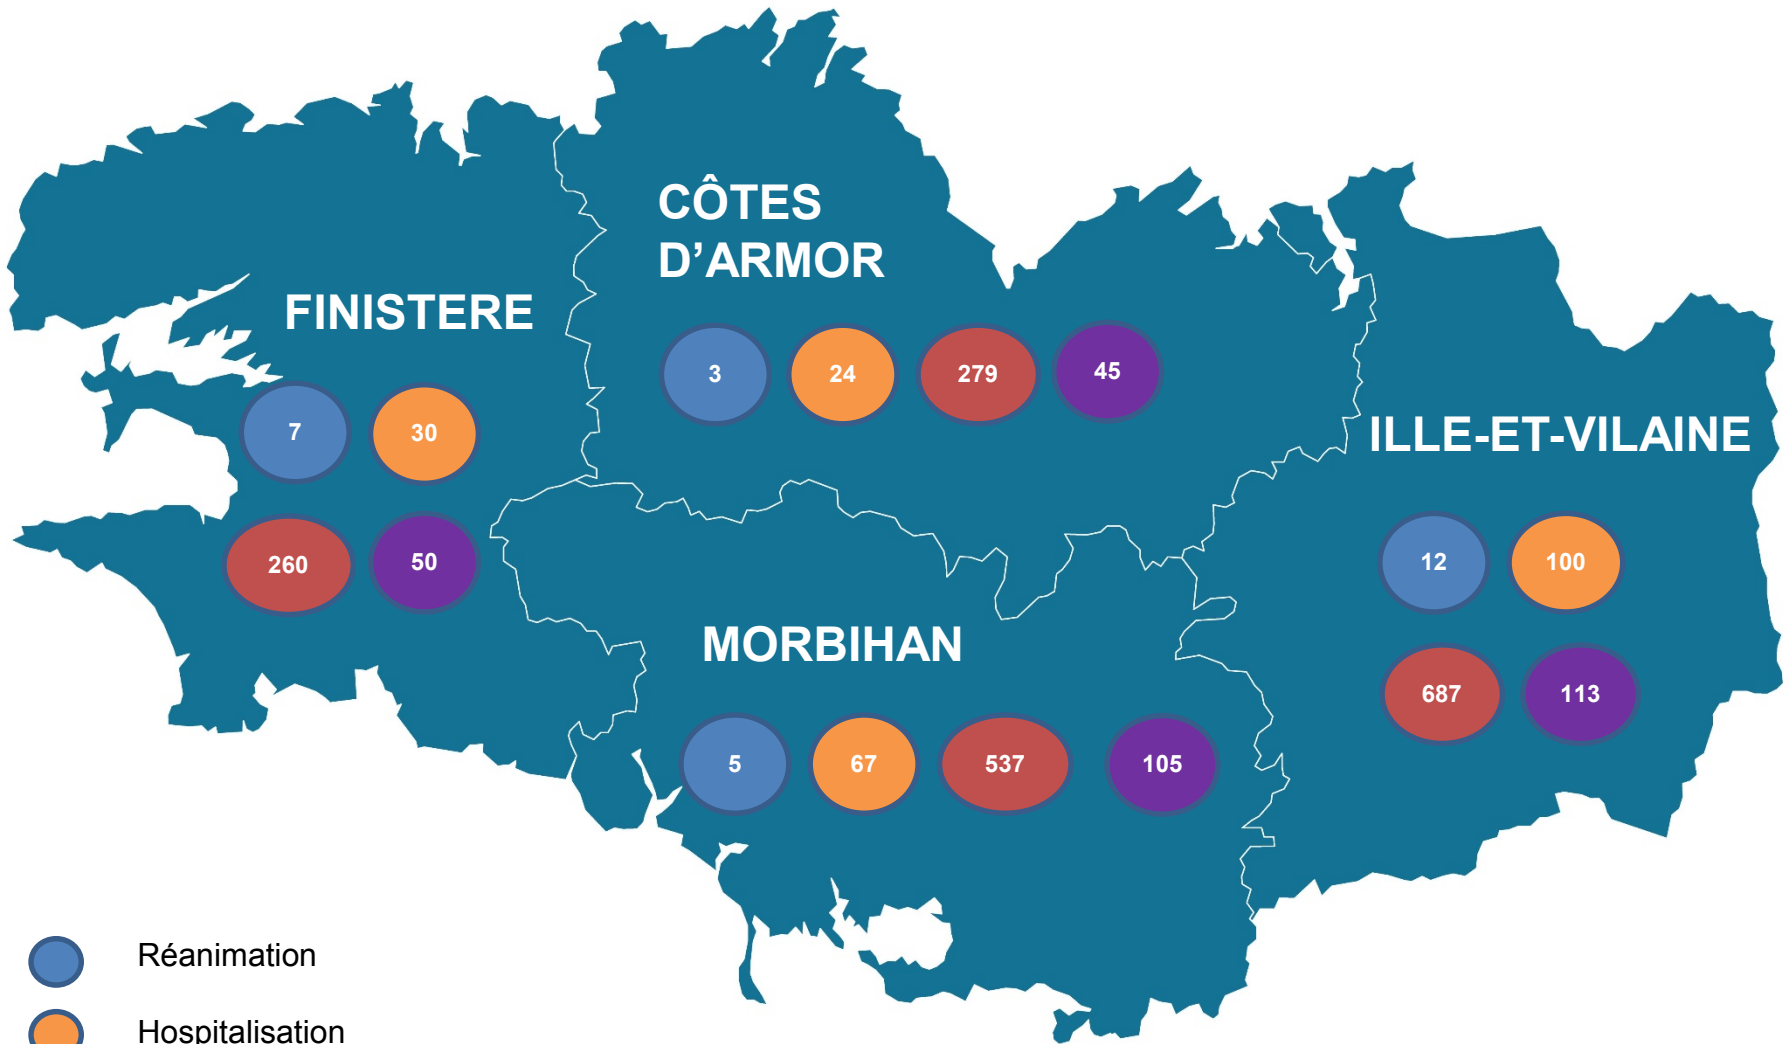 CÔTES
D’ARMOR
3 24 279 45
FINISTERE
7 30
260 50
ILLE-ET-VILAINE
12 100
687 113
MORBIHAN
5 67 537 105
Réanimation
Hospitalisation